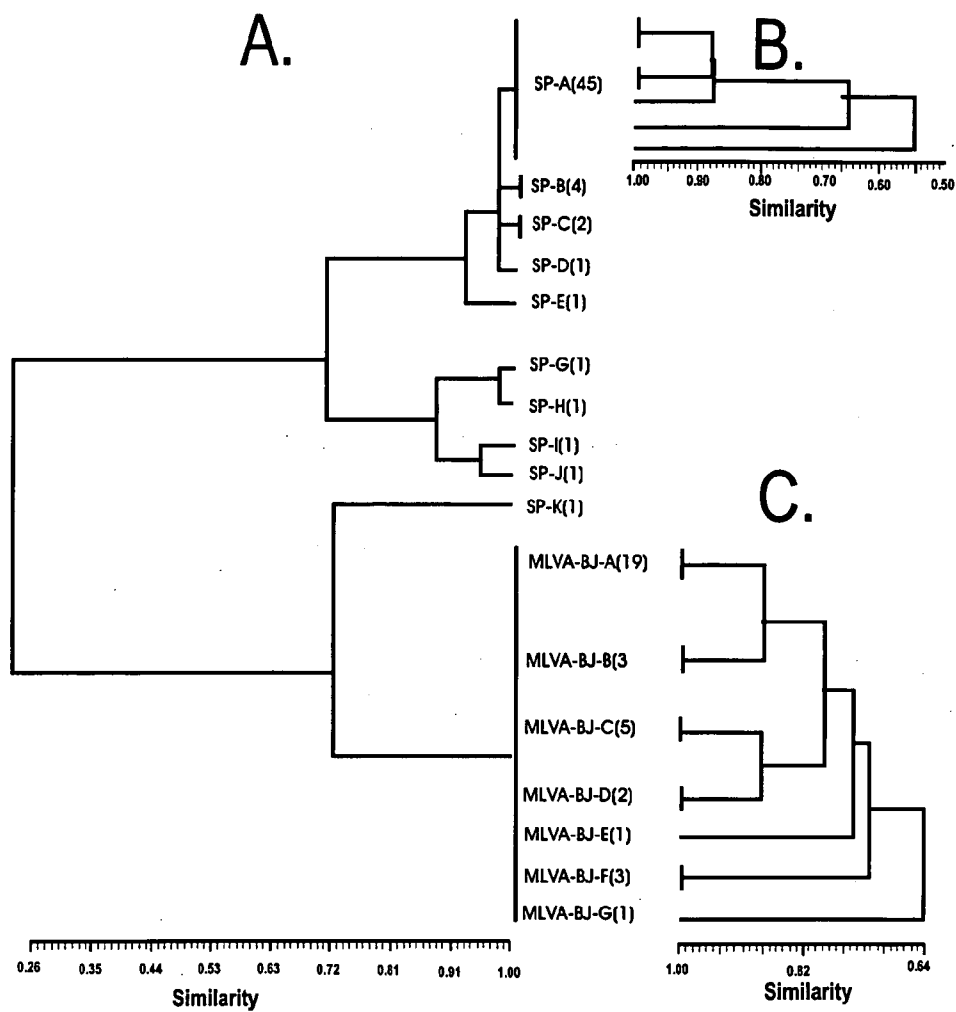 A.
B.
SP-A(45)
SP-B(4)
SP-C(2)
SP-D(1)
SP-E(1)
1.00 0.90 0.80 0.70 0.60 0.50
Similarity
SP-G(1)
SP-H(1)
SP-I(1)
SP-J(1)
SP-K(1)
C.
MLVA-BJ-A(19)
MLVA-BJ-B(3
MLVA-BJ-C(5)
MLVA-BJ-D(2)
MLVA-BJ-E(1)
MLVA-BJ-F(3)
MLVA-BJ-G(1)
0.26 0.35 0.44 0.53 0.63 0.72 0.81 0.91 1.00
Similarity
1.00 0.82 0.64
Similarity